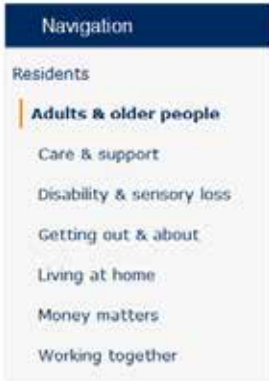 Navigation
Residents
Adults & older people
Care & support
Disability & sensory loss
Getting out & about
Living at home
Money matters
Working together